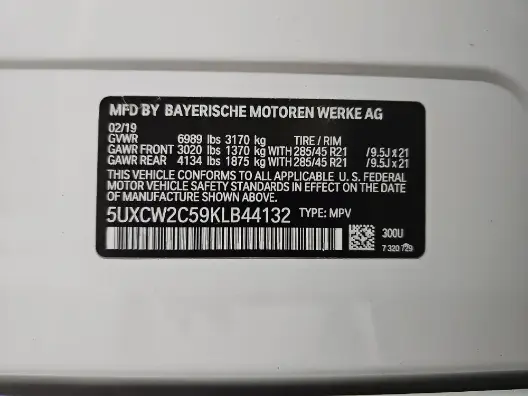 MFD BY BAYERISCHE MOTOREN WERKE AG
02/19
GVWR 6989 lbs 3170 kg TIRE / RIM
GAWR FRONT 3020 lbs 1370 kg WITH 285/45 R21 /9.5J x 21
GAWR REAR 4134 lbs 1875 kg WITH 285/45 R21 /9.5J x 21
THIS VEHICLE CONFORMS TO ALL APPLICABLE U. S. FEDERAL
MOTOR VEHICLE SAFETY STANDARDS IN EFFECT ON THE
DATE OF MANUFACTURE SHOWN ABOVE.
5UXCW2C59KLB44132 TYPE: MPV
300U
7 320 729